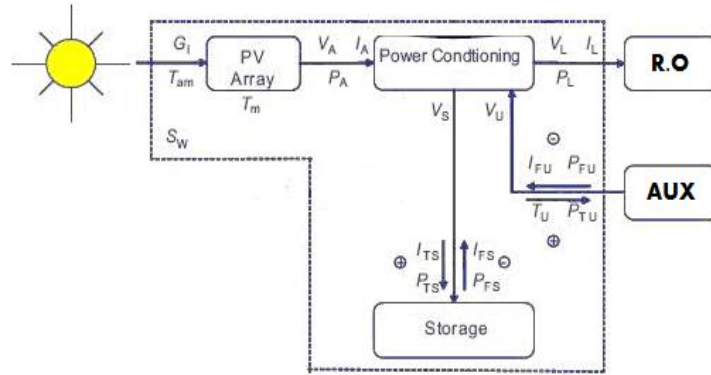 G_I
T_am
PV
Array
T_m
V_A I_A
P_A
Power Condtioning
V_L I_L
P_L
R.O
S_W
V_S V_U
⊖
I_FU P_FU
T_U P_TU
⊕
AUX
⊕ I_TS I_FS ⊖
P_TS P_FS
Storage